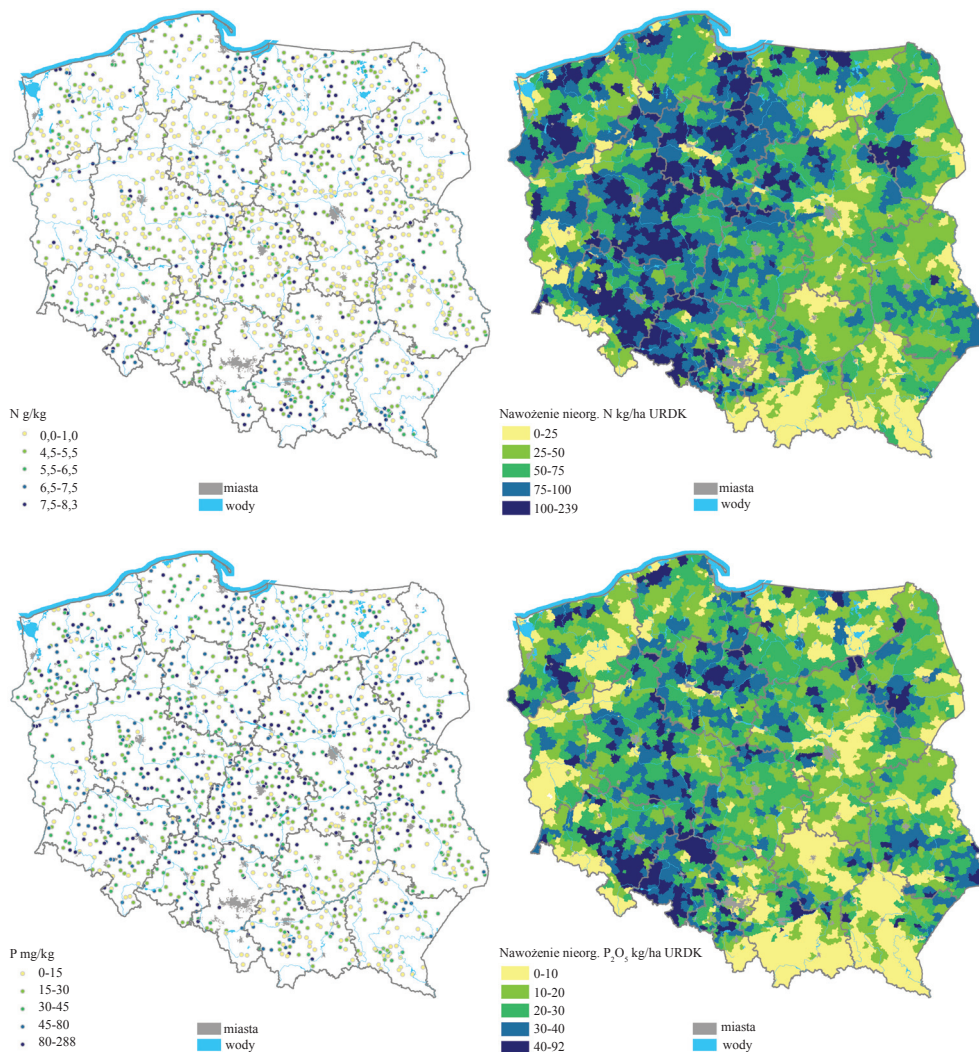 N g/kg
0,0-1,0
4,5-5,5
5,5-6,5
6,5-7,5
7,5-8,3
miasta
wody
Nawożenie nieorg. N kg/ha URDK
0-25
25-50
50-75
75-100
100-239
miasta
wody
P mg/kg
0-15
15-30
30-45
45-80
80-288
miasta
wody
Nawożenie nieorg. P₂O₅ kg/ha URDK
0-10
10-20
20-30
30-40
40-92
miasta
wody